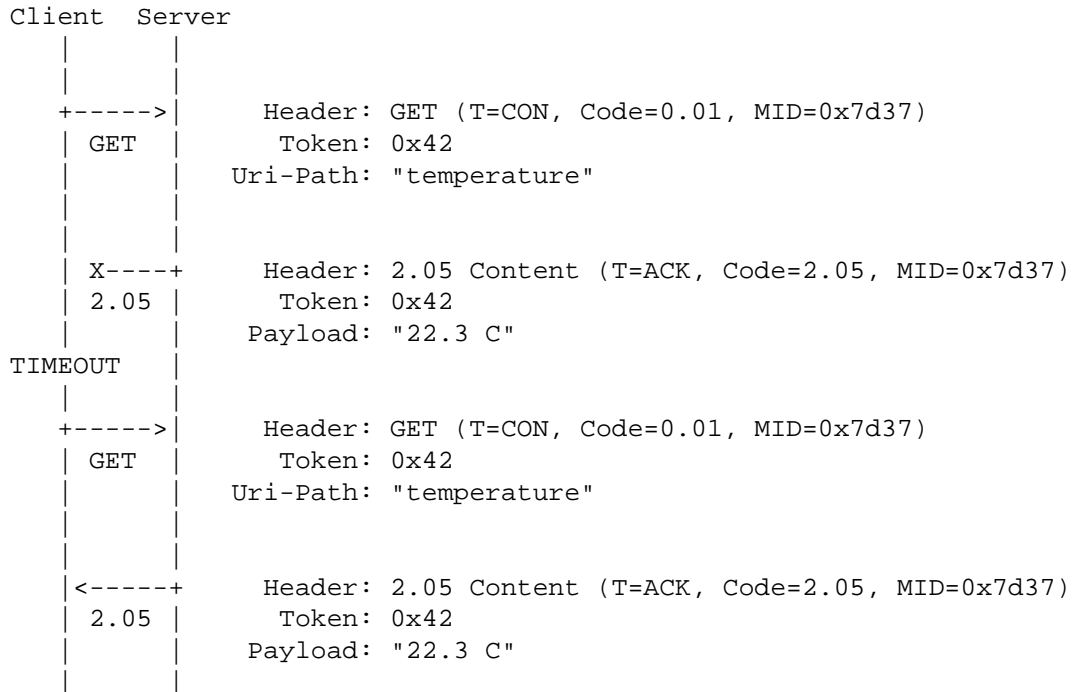 Client Server
+----->| Header: GET (T=CON, Code=0.01, MID=0x7d37)
| GET | Token: 0x42
| | Uri-Path: "temperature"
| X----+ Header: 2.05 Content (T=ACK, Code=2.05, MID=0x7d37)
| 2.05 | Token: 0x42
| | Payload: "22.3 C"
TIMEOUT |
+----->| Header: GET (T=CON, Code=0.01, MID=0x7d37)
| GET | Token: 0x42
| | Uri-Path: "temperature"
|<-----+ Header: 2.05 Content (T=ACK, Code=2.05, MID=0x7d37)
| 2.05 | Token: 0x42
| | Payload: "22.3 C"